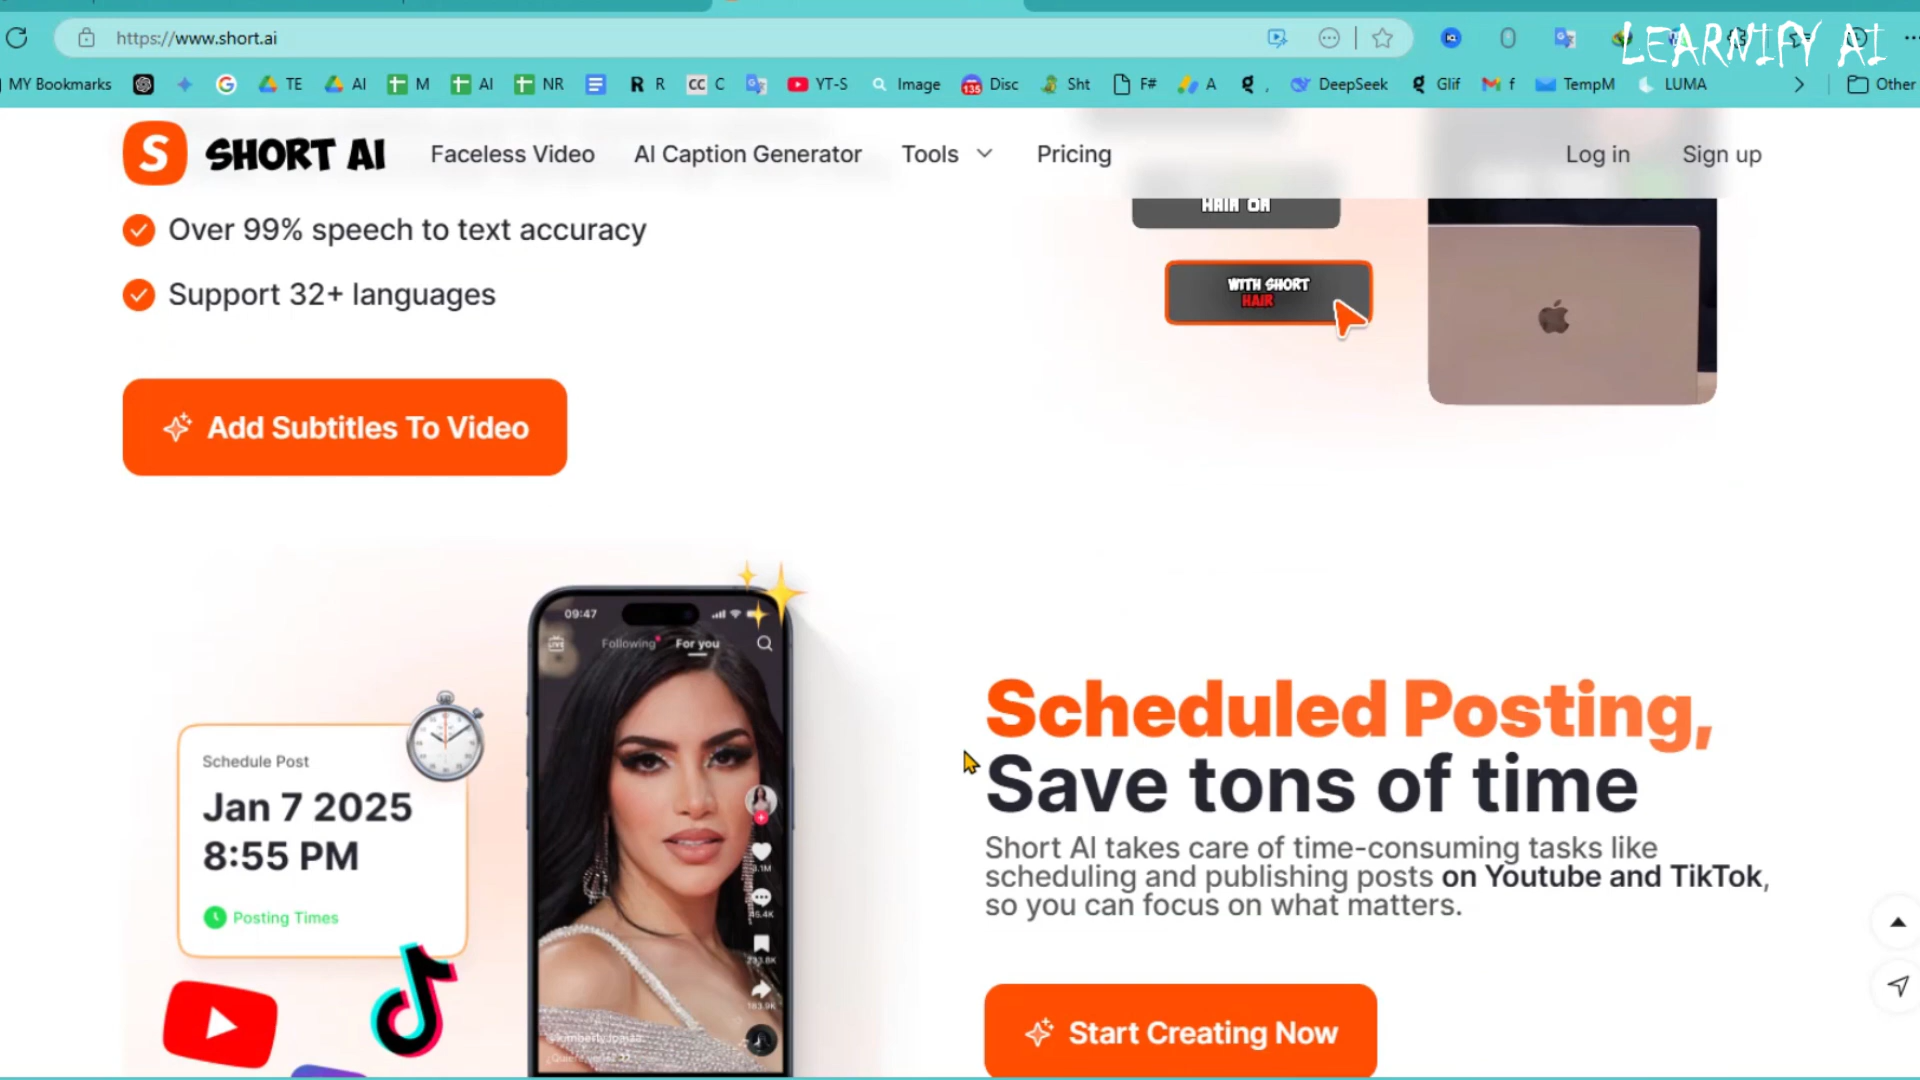 https://www.short.ai
LEARNIFY AI
MY Bookmarks
TE
AI
M
AI
NR
R R
CC C
YT-S
Image
135 Disc
Sht
F#
A
DeepSeek
Glif
f
TempM
LUMA
Other
S SHORT AI
Faceless Video
AI Caption Generator
Tools
Pricing
Log in
Sign up
Over 99% speech to text accuracy
Support 32+ languages
HAIR OR
WITH SHORT
HAIR
Add Subtitles To Video
09:47
LIVE
Following
For you
Schedule Post
Jan 7 2025
8:55 PM
Posting Times
Scheduled Posting,
Save tons of time
Short AI takes care of time-consuming tasks like
scheduling and publishing posts on Youtube and TikTok,
so you can focus on what matters.
Start Creating Now